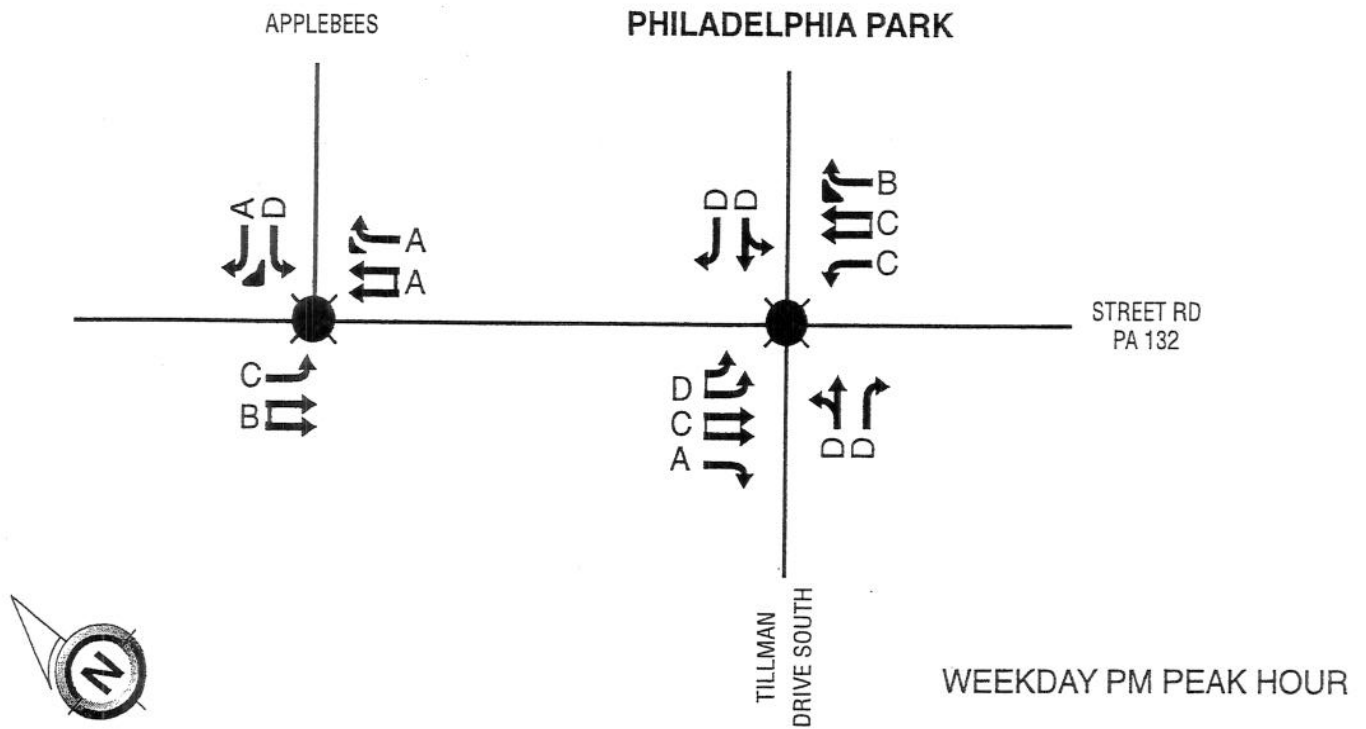 APPLEBEES
PHILADELPHIA PARK
A
D
A
A
C
B
D
D
B
C
C
D
C
A
D
D
STREET RD
PA 132
TILLMAN
DRIVE SOUTH
N
WEEKDAY PM PEAK HOUR